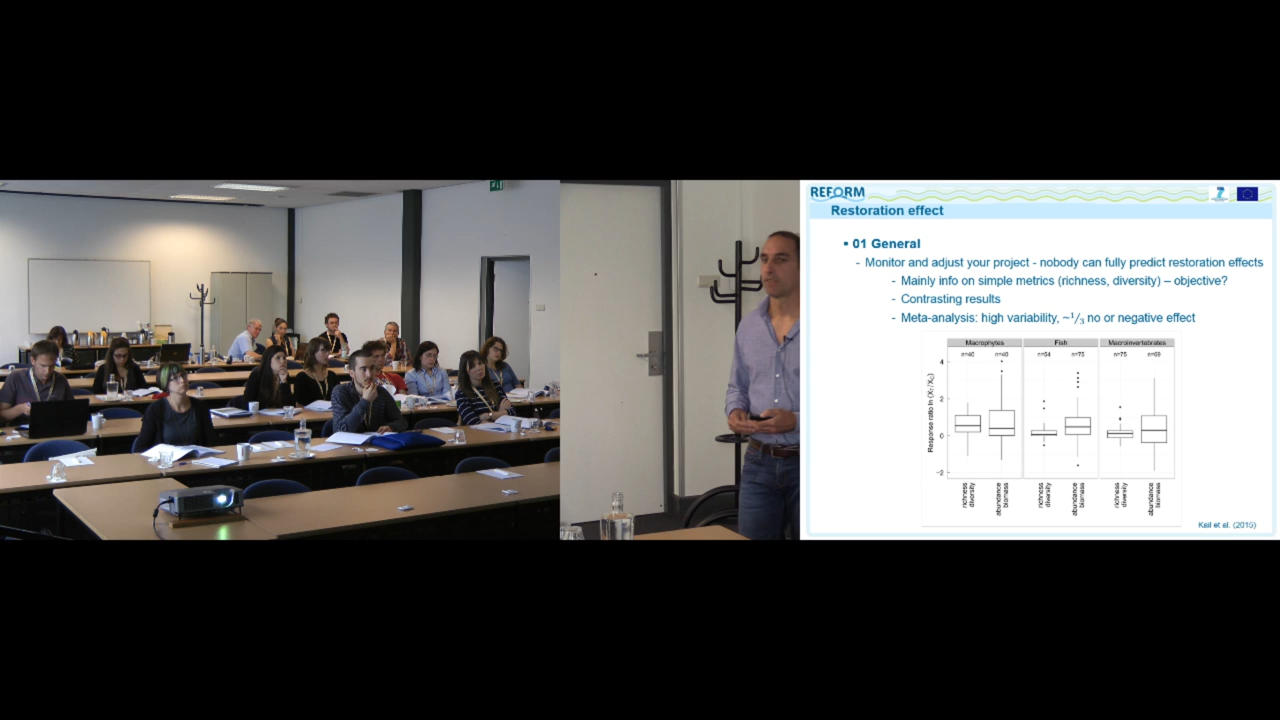 REFORM
Restoration effect
▪ 01 General
- Monitor and adjust your project - nobody can fully predict restoration effects
- Mainly info on simple metrics (richness, diversity) – objective?
- Contrasting results
- Meta-analysis: high variability, ~1/3 no or negative effect
Macrophytes Fish Macroinvertebrates
n=40 n=40 n=54 n=75 n=75 n=69
4
2
0
-2
Response ratio ln (XT/XC)
richness diversity
abundance biomass
richness diversity
abundance biomass
richness diversity
abundance biomass
Kail et al. (2015)